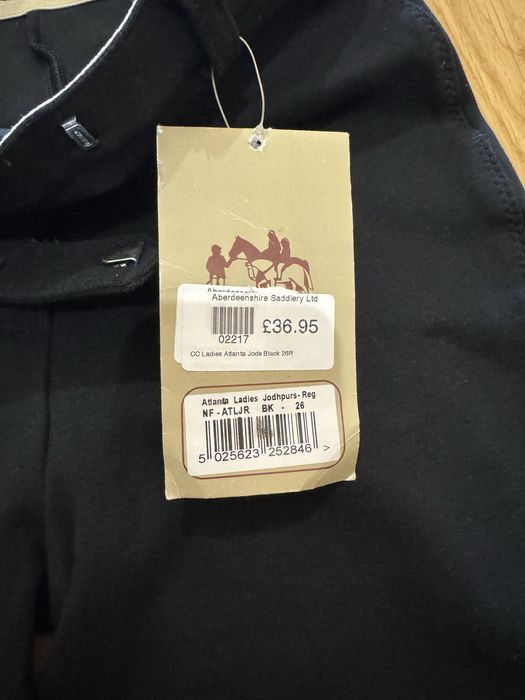 Aberdeenshire Saddlery Ltd
£36.95
02217
CC Ladies Atlanta Jods Black 26R
Atlanta Ladies Jodhpurs-Reg
NF-ATLJR BK - 26
5 025623 252846 >